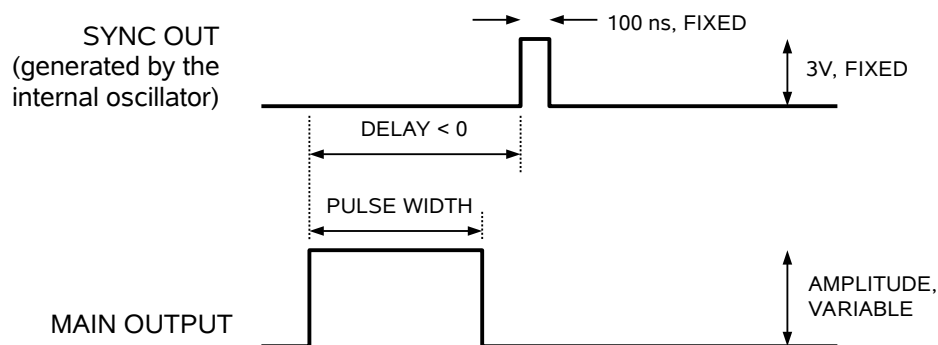 SYNC OUT
(generated by the
internal oscillator)
100 ns, FIXED
3V, FIXED
DELAY < 0
PULSE WIDTH
MAIN OUTPUT
AMPLITUDE,
VARIABLE